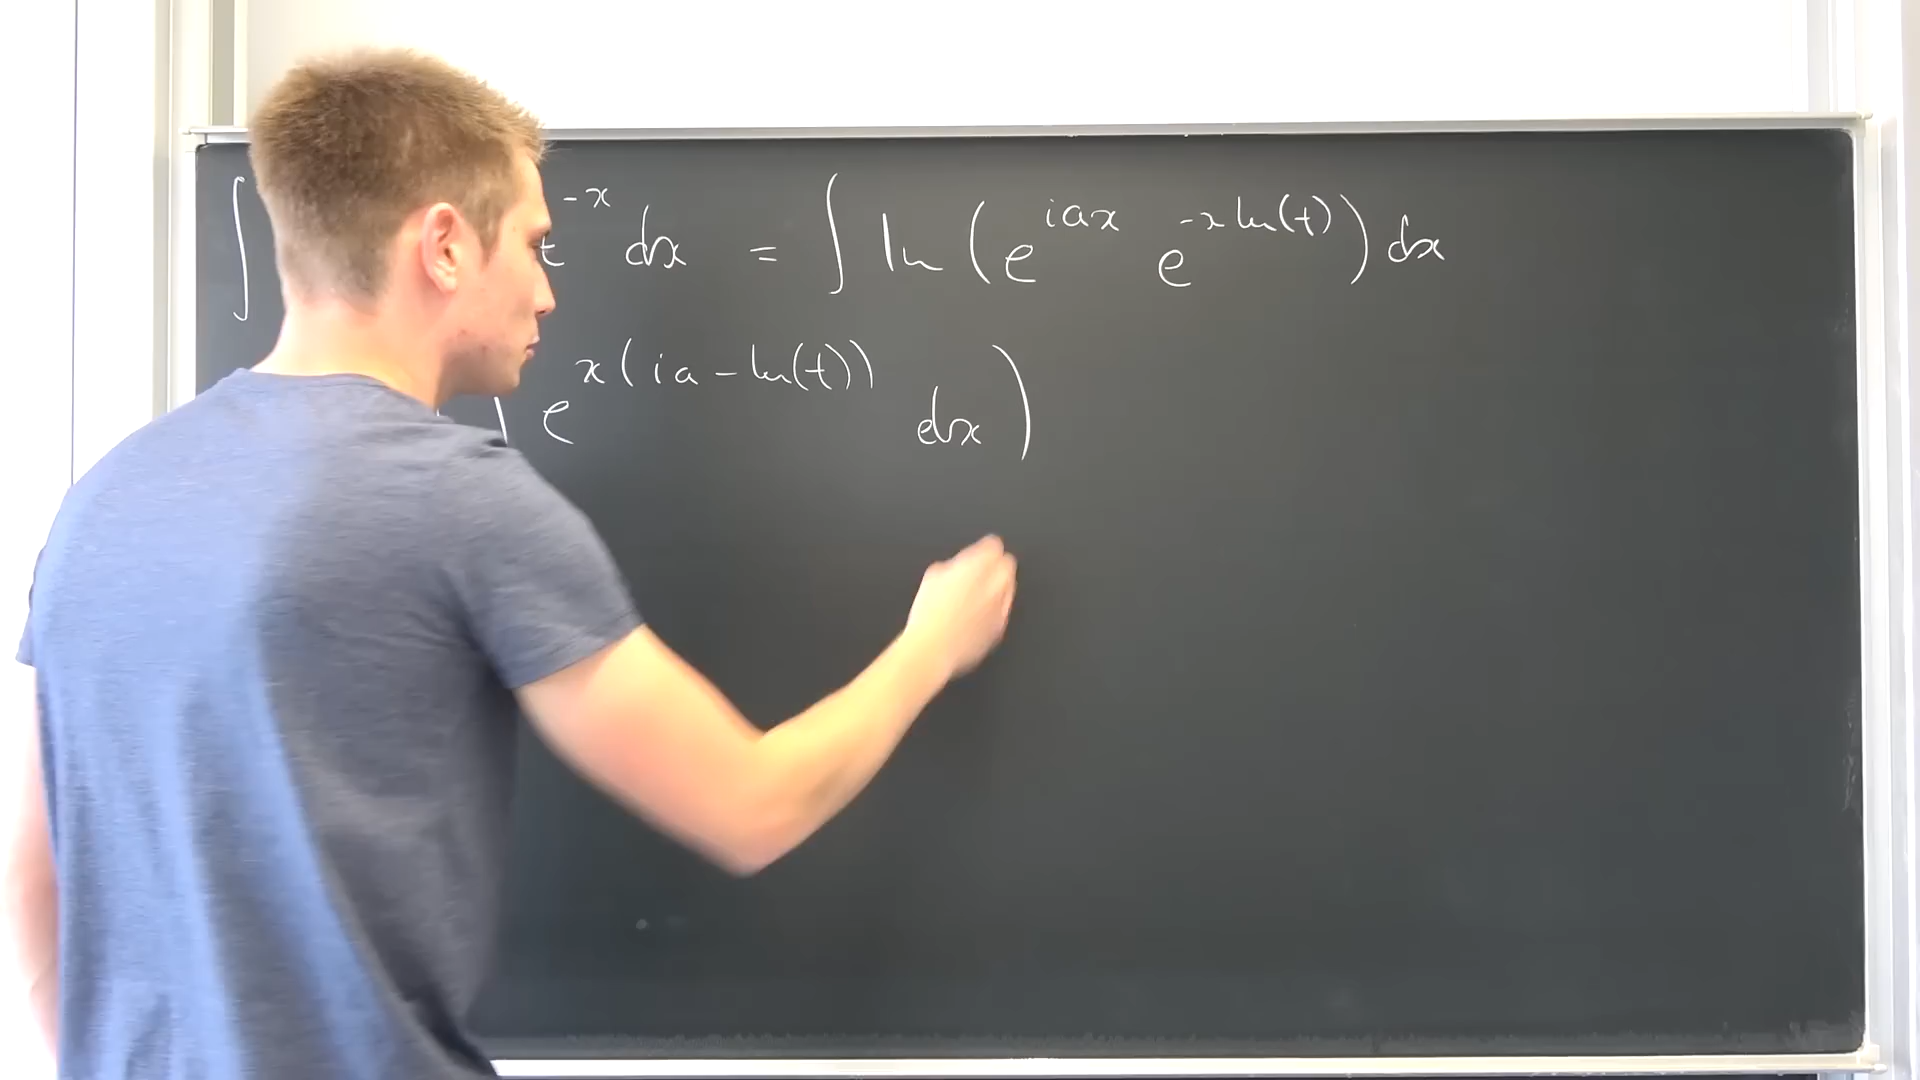 ∫ t^{-x} dx = ∫ ln(e^{iax} e^{-x ln(t)}) dx
e^{x(ia - ln(t))} dx)